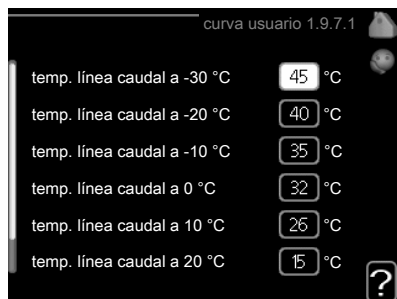 curva usuario 1.9.7.1
temp. línea caudal a -30 °C 45 °C
temp. línea caudal a -20 °C 40 °C
temp. línea caudal a -10 °C 35 °C
temp. línea caudal a 0 °C 32 °C
temp. línea caudal a 10 °C 26 °C
temp. línea caudal a 20 °C 15 °C
?